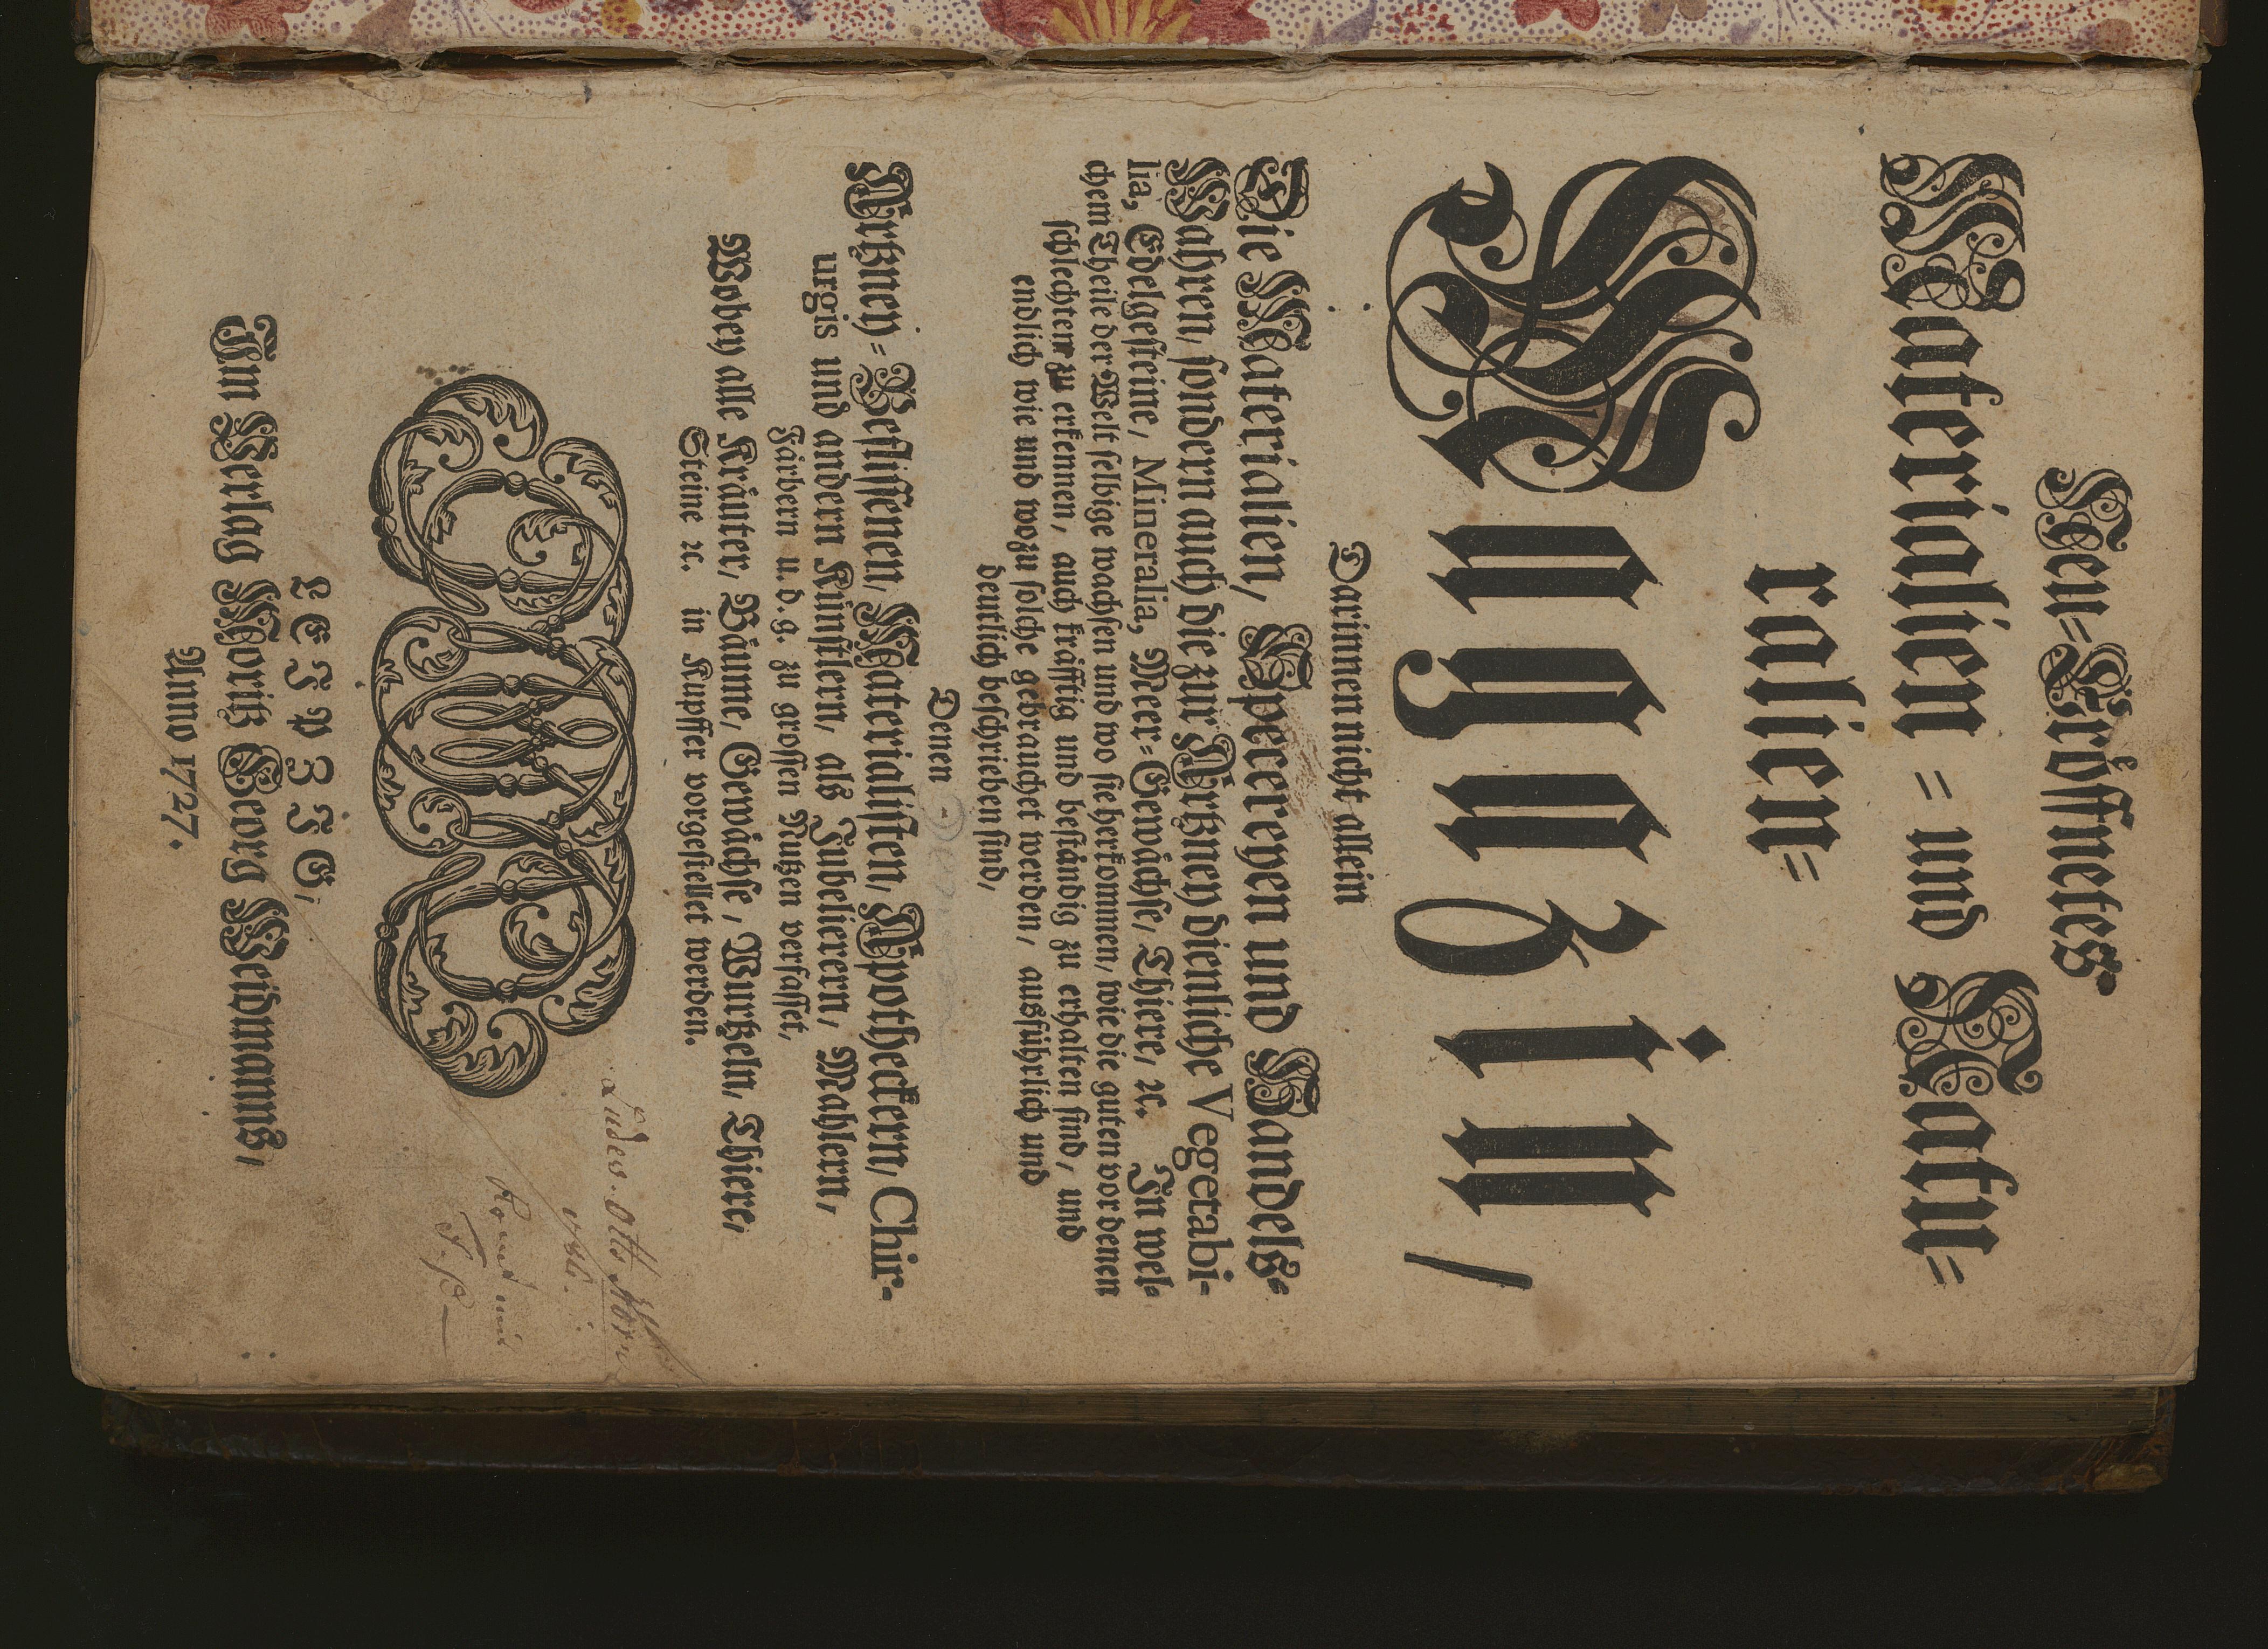 Neu-Eröffnetes
Materialien- und Natu-
ralien-
Magazin/
Darinnen nicht allein
Die Materialien, Specereyen und Handels-
Wahren, sondern auch die zur Artzney dienliche Vegetabi-
lia, Edelgesteine, Mineralia, Meer-Gewächse, Thiere, ꝛc. In wel-
chem Theile der Welt selbige wachsen und wo sie herkommen, wie die guten vor denen
schlechten zu erkennen, auch kräfftig und beständig zu erhalten sind, und
endlich wie und wozu solche gebrauchet werden, ausführlich und
deutlich beschrieben sind,
Denen
Artzney-Beflissenen, Materialisten, Apotheckern, Chir-
urgis und andern Künstlern, als Jubelierern, Mahlern,
Färbern u.d.g. zu grossen Nutzen verfasset,
Wobey alle Kräuter, Bäume, Gewächse, Wurtzeln, Thiere,
Steine ꝛc. in Kupffer vorgestellet werden.
LEIPZIG,
Im Verlag Moritz Georg Weidmanns,
Anno 1727.